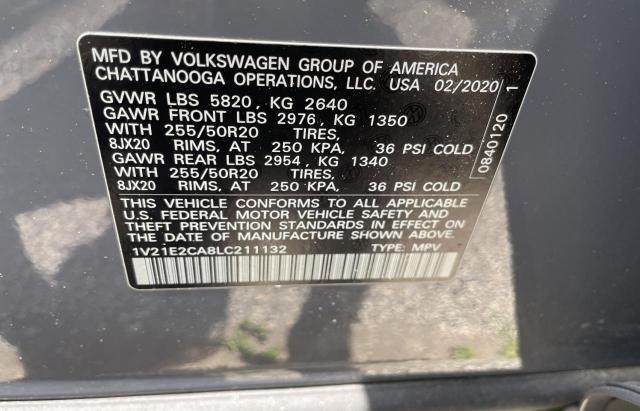 MFD BY VOLKSWAGEN GROUP OF AMERICA
CHATTANOOGA OPERATIONS, LLC. USA 02/2020
GVWR LBS 5820, KG 2640
GAWR FRONT LBS 2976, KG 1350
WITH 255/50R20 TIRES,
8JX20 RIMS, AT 250 KPA, 36 PSI COLD
GAWR REAR LBS 2954, KG 1340
WITH 255/50R20 TIRES,
8JX20 RIMS, AT 250 KPA, 36 PSI COLD
THIS VEHICLE CONFORMS TO ALL APPLICABLE
U.S. FEDERAL MOTOR VEHICLE SAFETY AND
THEFT PREVENTION STANDARDS IN EFFECT ON
THE DATE OF MANUFACTURE SHOWN ABOVE.
1V21E2CA8LC211132 TYPE: MPV
0840120 1